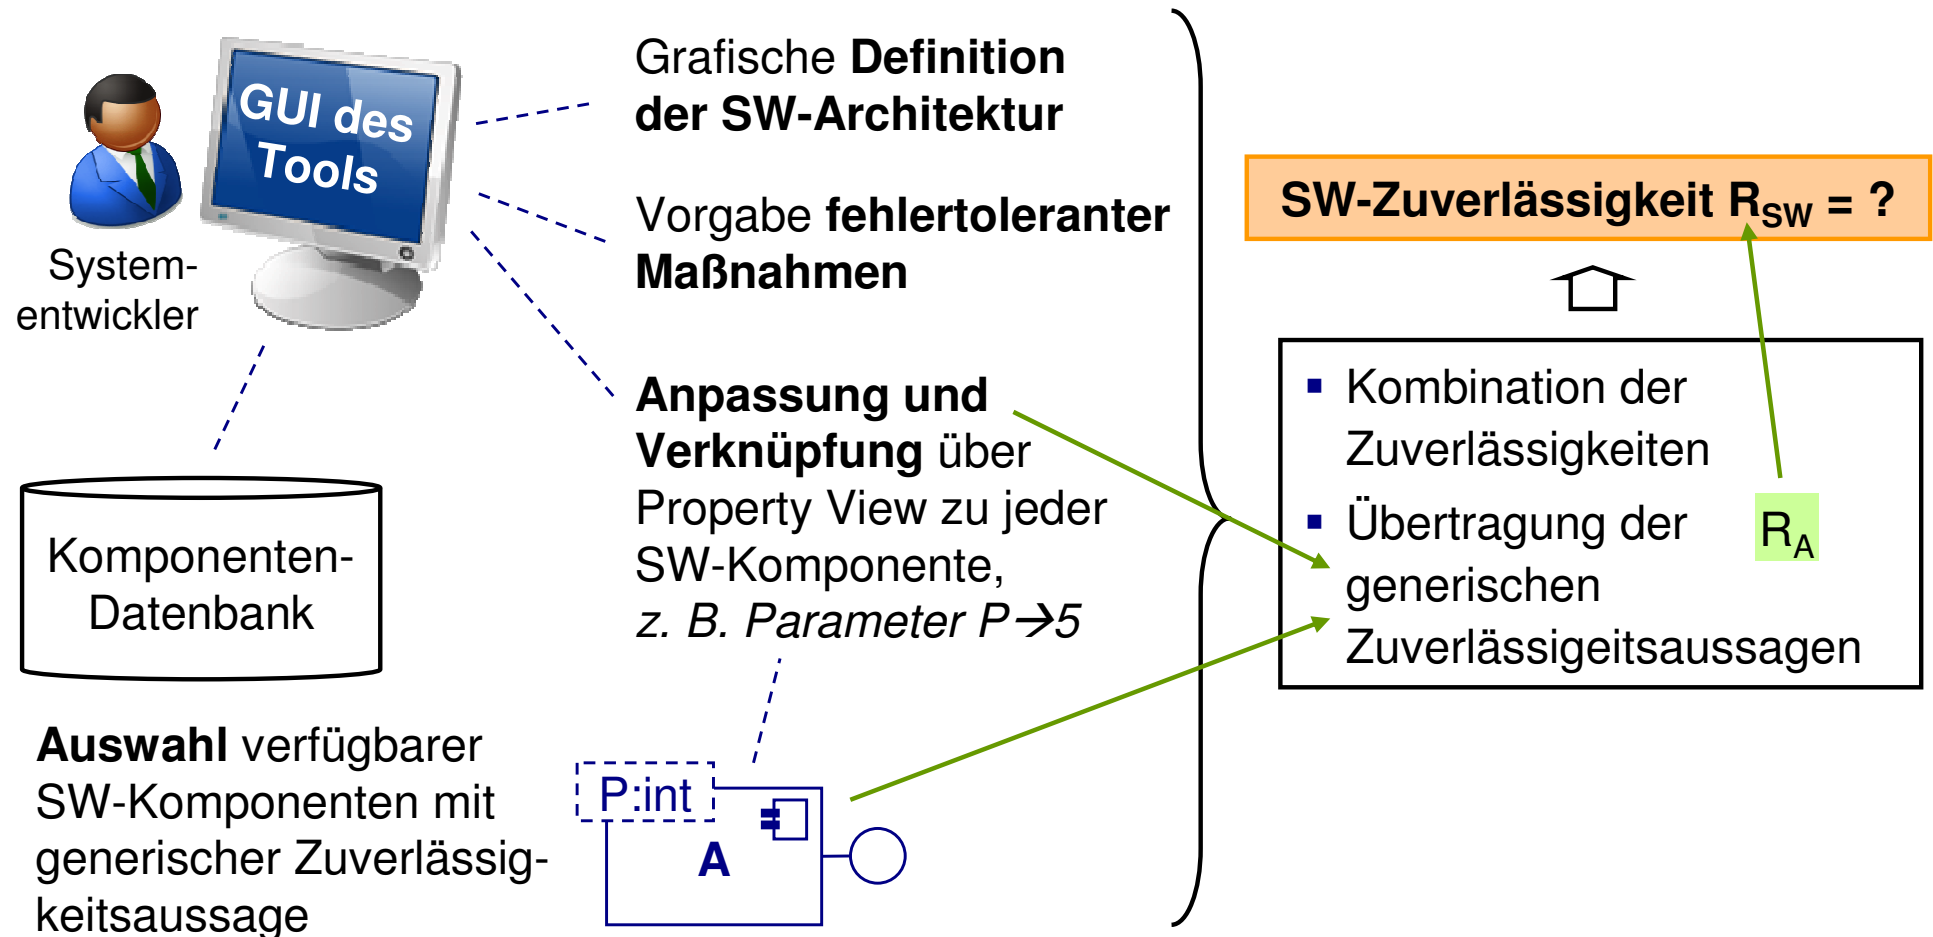 GUI des
Tools
System-
entwickler
Komponenten-
Datenbank
Auswahl verfügbarer
SW-Komponenten mit
generischer Zuverlässig-
keitsaussage
Grafische Definition
der SW-Architektur
Vorgabe fehlertoleranter
Maßnahmen
Anpassung und
Verknüpfung über
Property View zu jeder
SW-Komponente,
z. B. Parameter P→5
P:int
A
SW-Zuverlässigkeit R_SW = ?
▪ Kombination der
Zuverlässigkeiten
▪ Übertragung der
generischen
Zuverlässigeitsaussagen
R_A